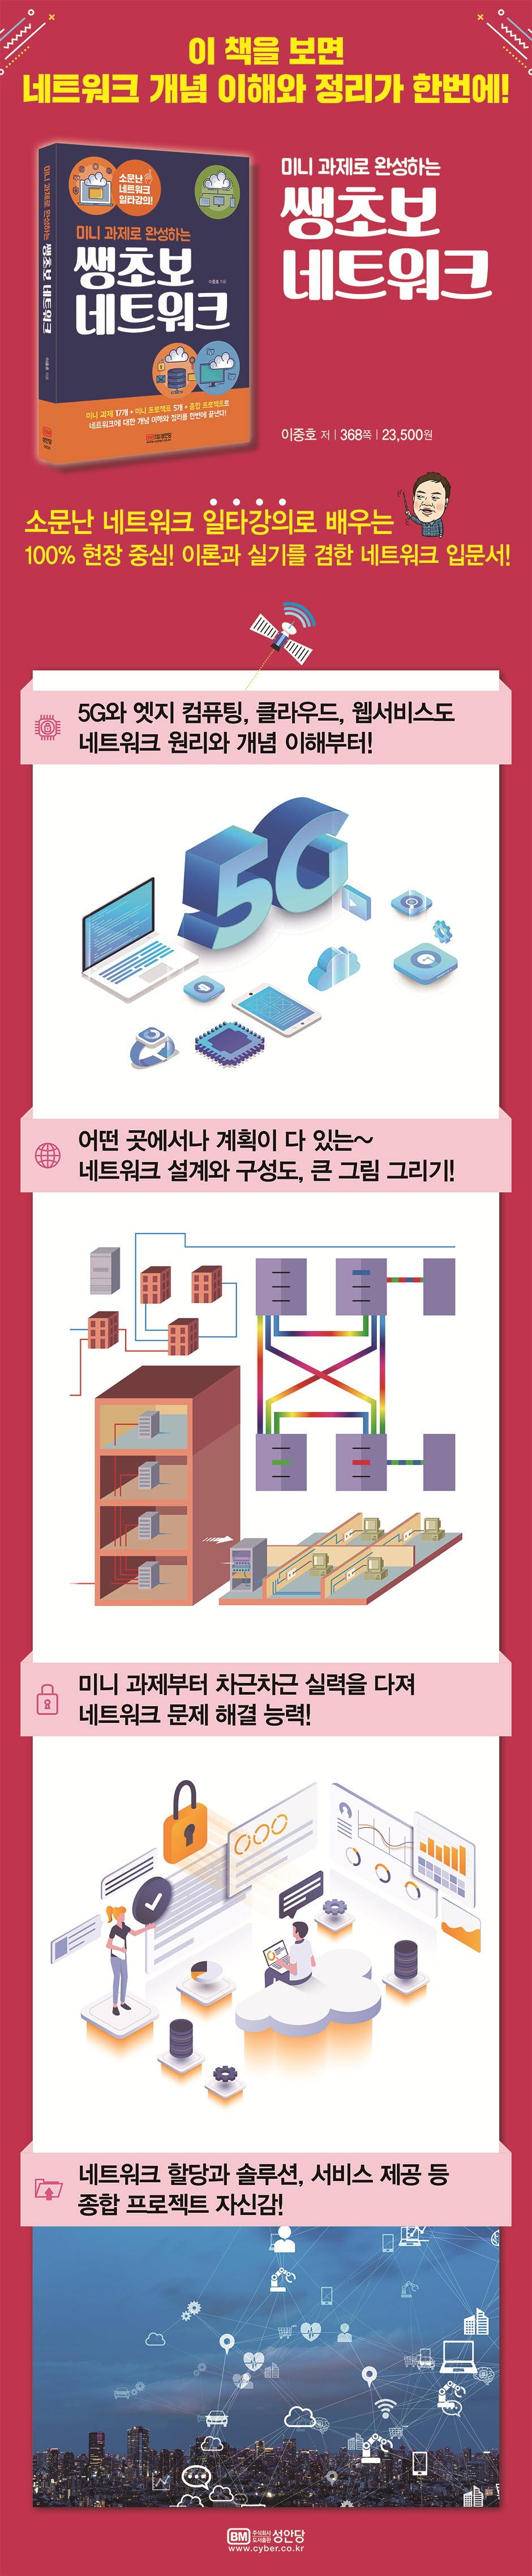 이 책을 보면
네트워크 개념 이해와 정리가 한번에!
미니 과제로 완성하는 쌩초보 네트워크
이중호 지음
BM
성안당
소문난
네트워크
일타강의!
미니 과제로 완성하는
쌩초보
이중호 지음
네트워크
미니 과제 17개 + 미니 프로젝트 5개 + 종합 프로젝트로
네트워크에 대한 개념 이해와 정리를 한번에 끝낸다!
미니 과제로 완성하는
쌩초보
네트워크
이중호 저 | 368쪽 | 23,500원
소문난 네트워크 일타강의로 배우는
100% 현장 중심! 이론과 실기를 겸한 네트워크 입문서!
5G와 엣지 컴퓨팅, 클라우드, 웹서비스도
네트워크 원리와 개념 이해부터!
5G
어떤 곳에서나 계획이 다 있는~
네트워크 설계와 구성도, 큰 그림 그리기!
미니 과제부터 차근차근 실력을 다져
네트워크 문제 해결 능력!
네트워크 할당과 솔루션, 서비스 제공 등
종합 프로젝트 자신감!
BM 주식회사 도서출판 성안당
www.cyber.co.kr